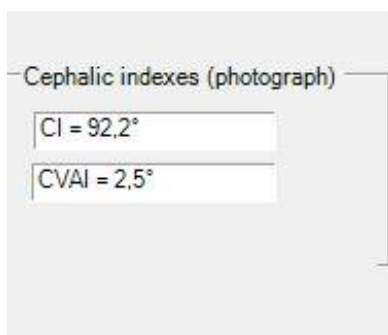 Cephalic indexes (photograph)
CI = 92,2°
CVAI = 2,5°